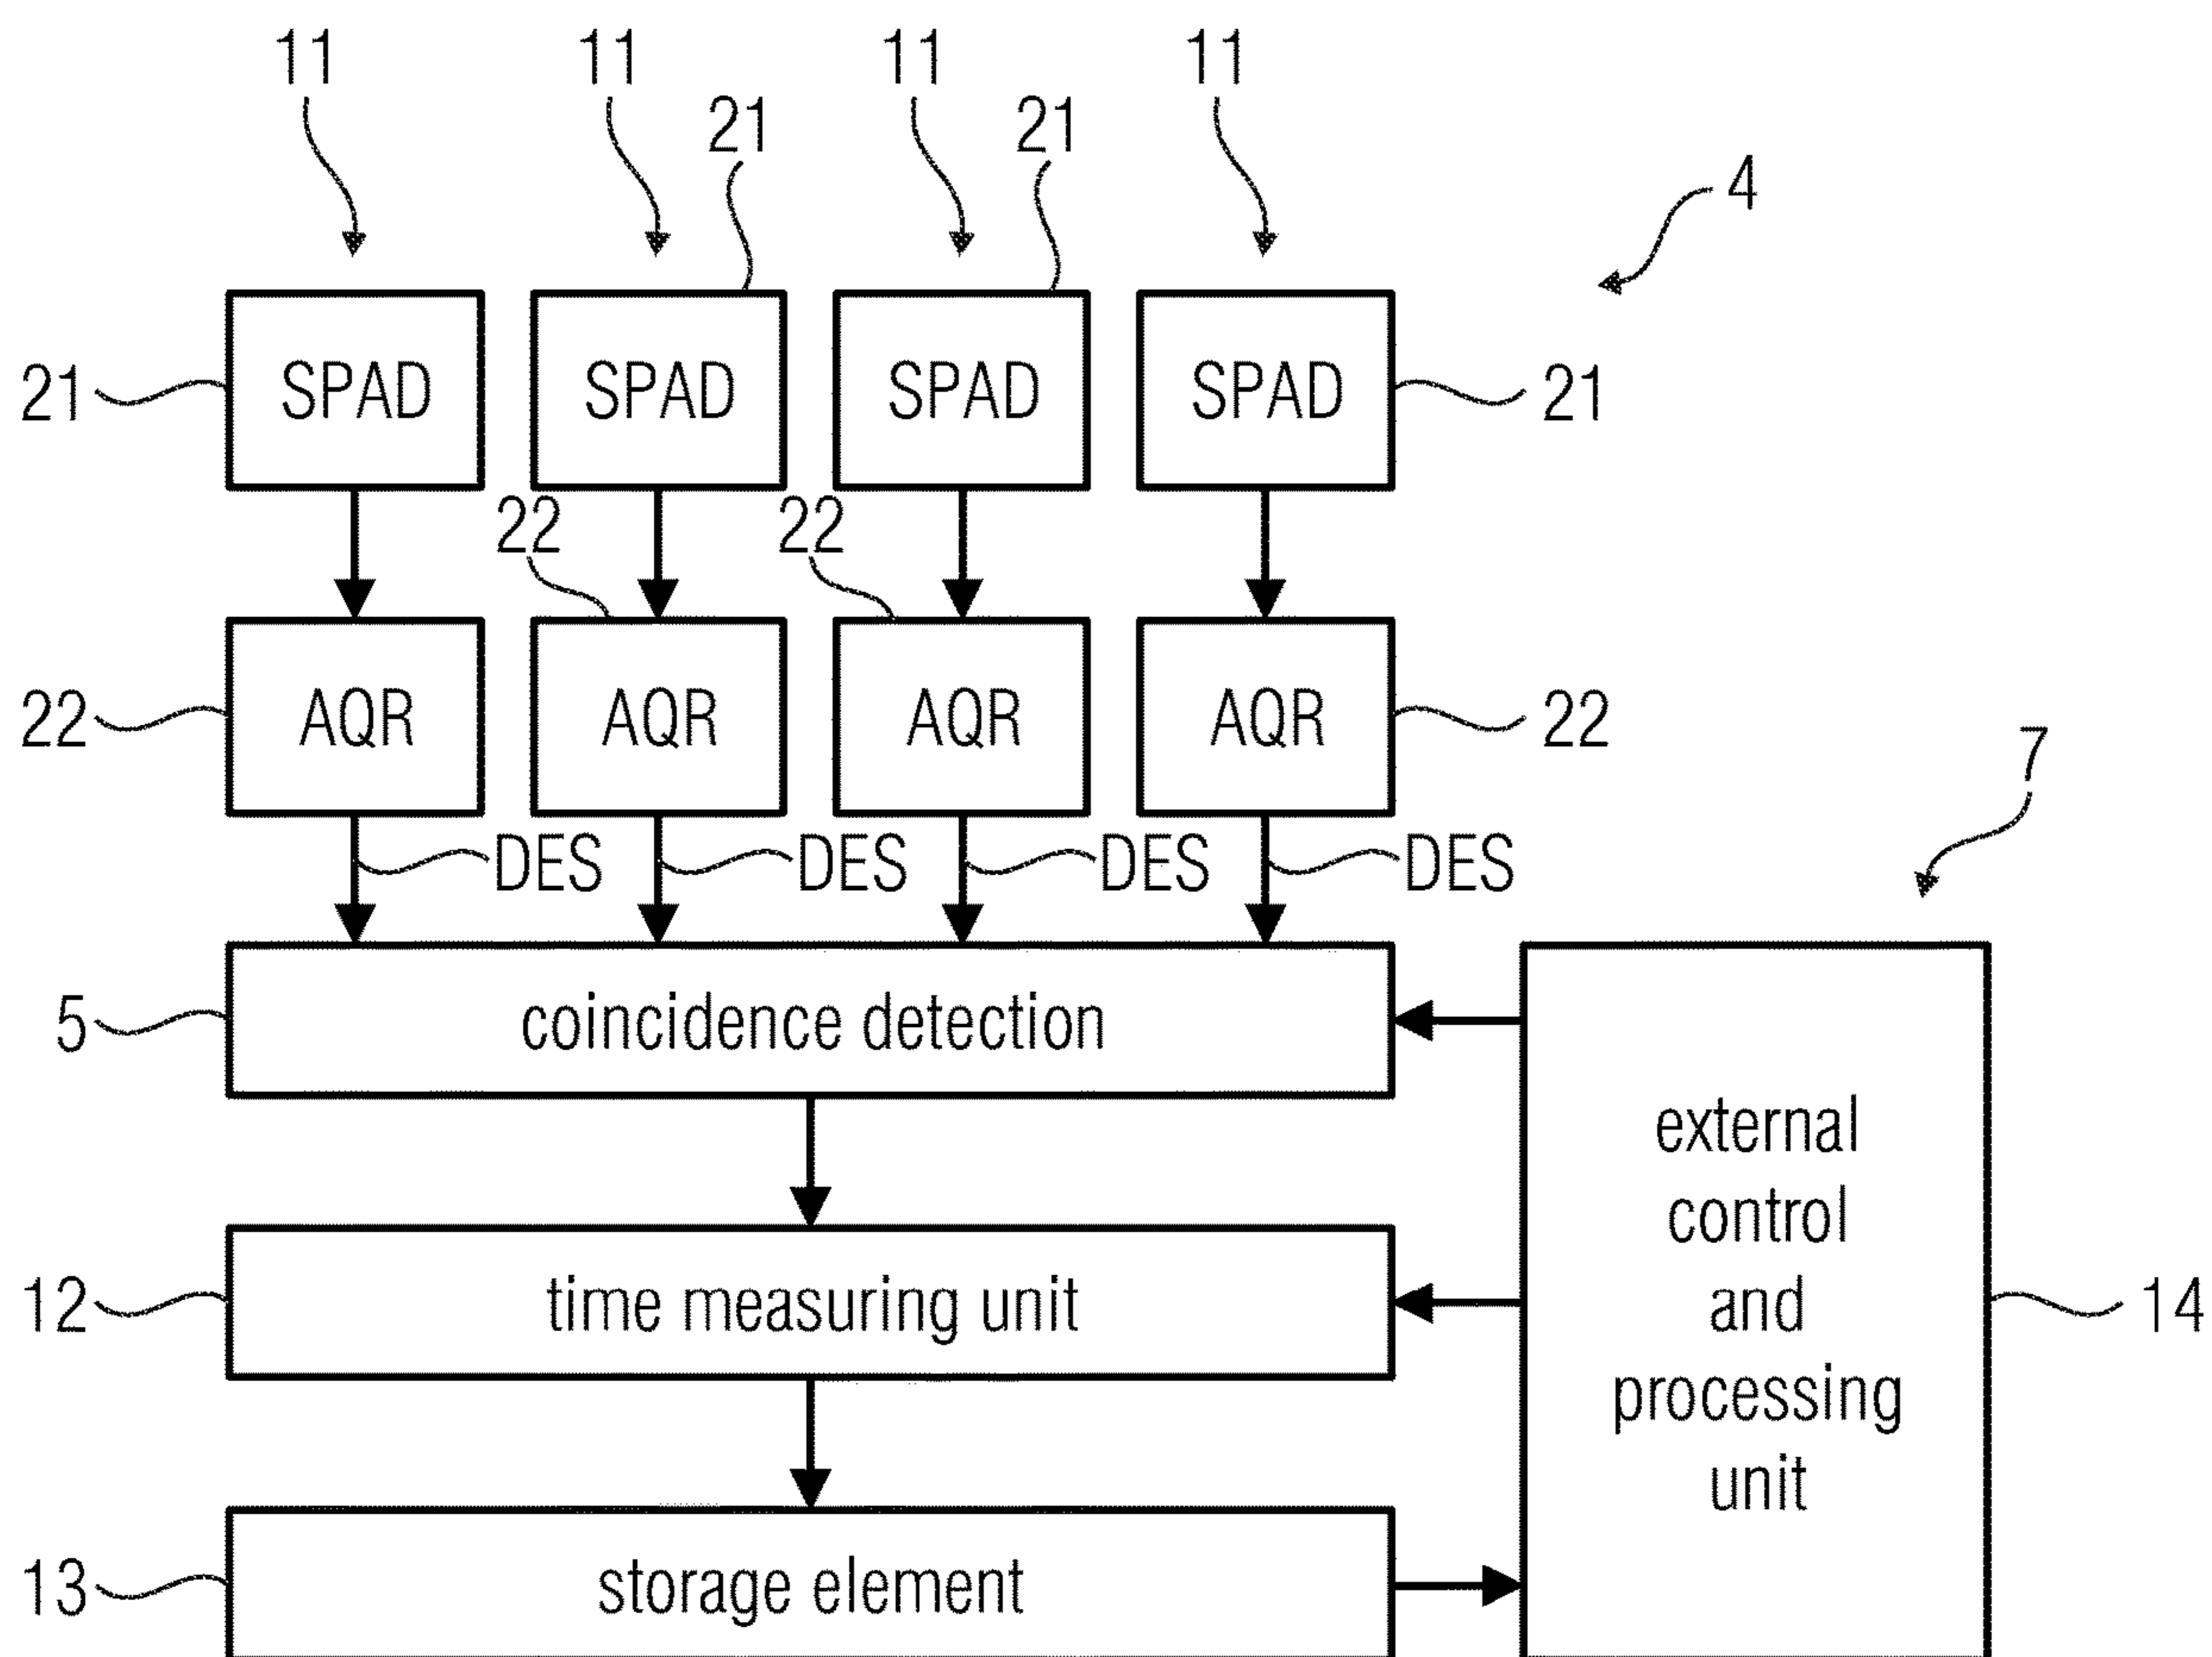 11 11 11 11
21 21
4
SPAD SPAD SPAD SPAD
21 21
22 22
AQR AQR AQR AQR
22 22
7
DES DES DES DES
coincidence detection
5
external
control
and
processing
unit
time measuring unit
12 14
storage element
13